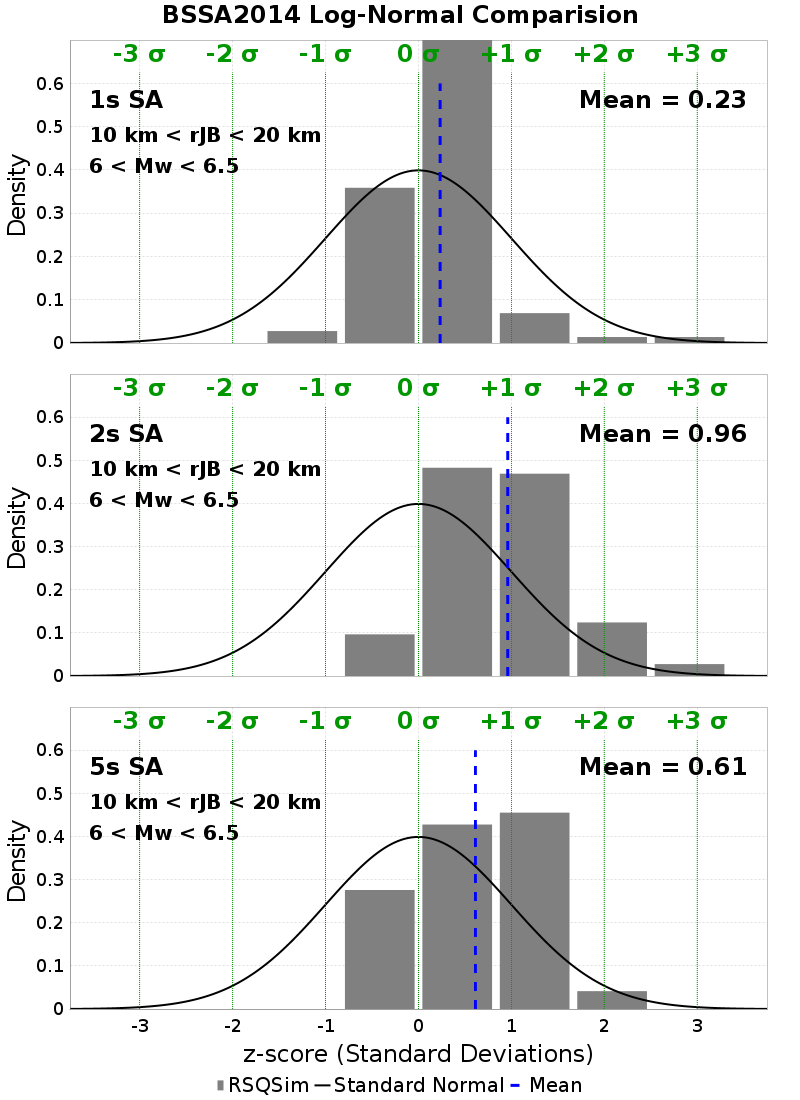 BSSA2014 Log-Normal Comparision
-3 σ -2 σ -1 σ 0 σ +1 σ +2 σ +3 σ
1s SA
Mean = 0.23
10 km < rJB < 20 km
6 < Mw < 6.5
Density
0.6
0.5
0.4
0.3
0.2
0.1
0
-3 σ -2 σ -1 σ 0 σ +1 σ +2 σ +3 σ
2s SA
Mean = 0.96
10 km < rJB < 20 km
6 < Mw < 6.5
Density
0.6
0.5
0.4
0.3
0.2
0.1
0
-3 σ -2 σ -1 σ 0 σ +1 σ +2 σ +3 σ
5s SA
Mean = 0.61
10 km < rJB < 20 km
6 < Mw < 6.5
Density
0.6
0.5
0.4
0.3
0.2
0.1
0
-3 -2 -1 0 1 2 3
z-score (Standard Deviations)
RSQSim Standard Normal Mean